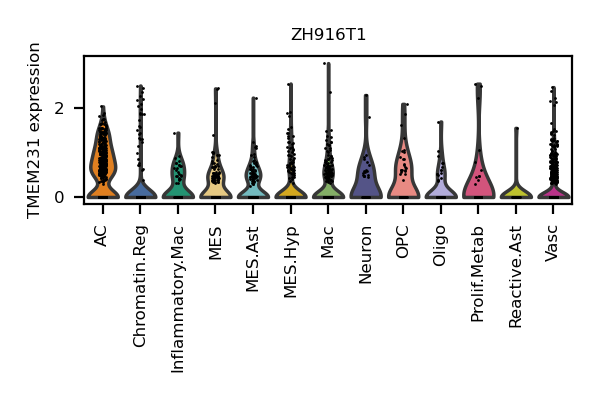 ZH916T1
TMEM231 expression
2
0
AC
Chromatin.Reg
Inflammatory.Mac
MES
MES.Ast
MES.Hyp
Mac
Neuron
OPC
Oligo
Prolif.Metab
Reactive.Ast
Vasc